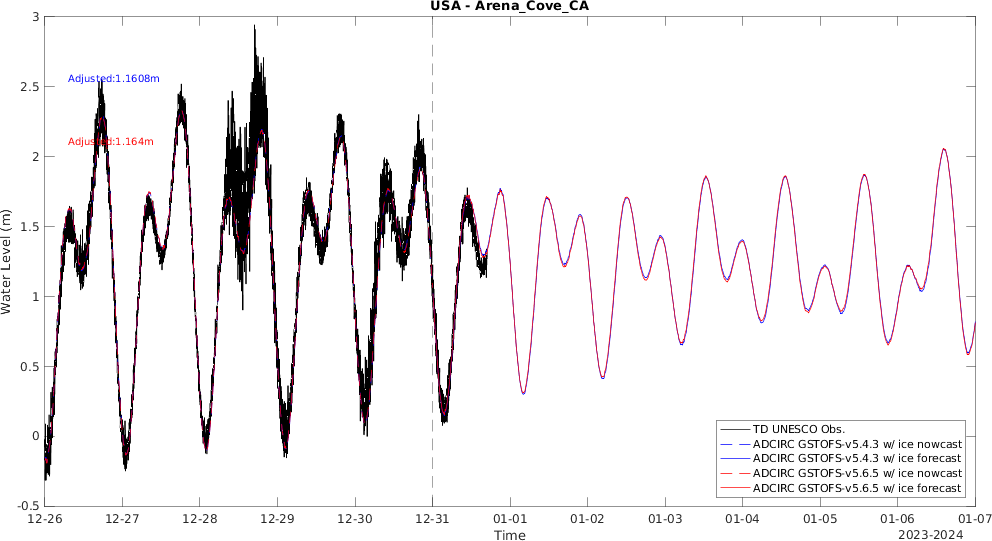 USA - Arena_Cove_CA
3
2.5
2
1.5
1
0.5
0
-0.5
Water Level (m)
Adjusted:1.1608m
Adjusted:1.164m
TD UNESCO Obs.
ADCIRC GSTOFS-v5.4.3 w/ ice nowcast
ADCIRC GSTOFS-v5.4.3 w/ ice forecast
ADCIRC GSTOFS-v5.6.5 w/ ice nowcast
ADCIRC GSTOFS-v5.6.5 w/ ice forecast
12-26 12-27 12-28 12-29 12-30 12-31 01-01 01-02 01-03 01-04 01-05 01-06 01-07
Time
2023-2024